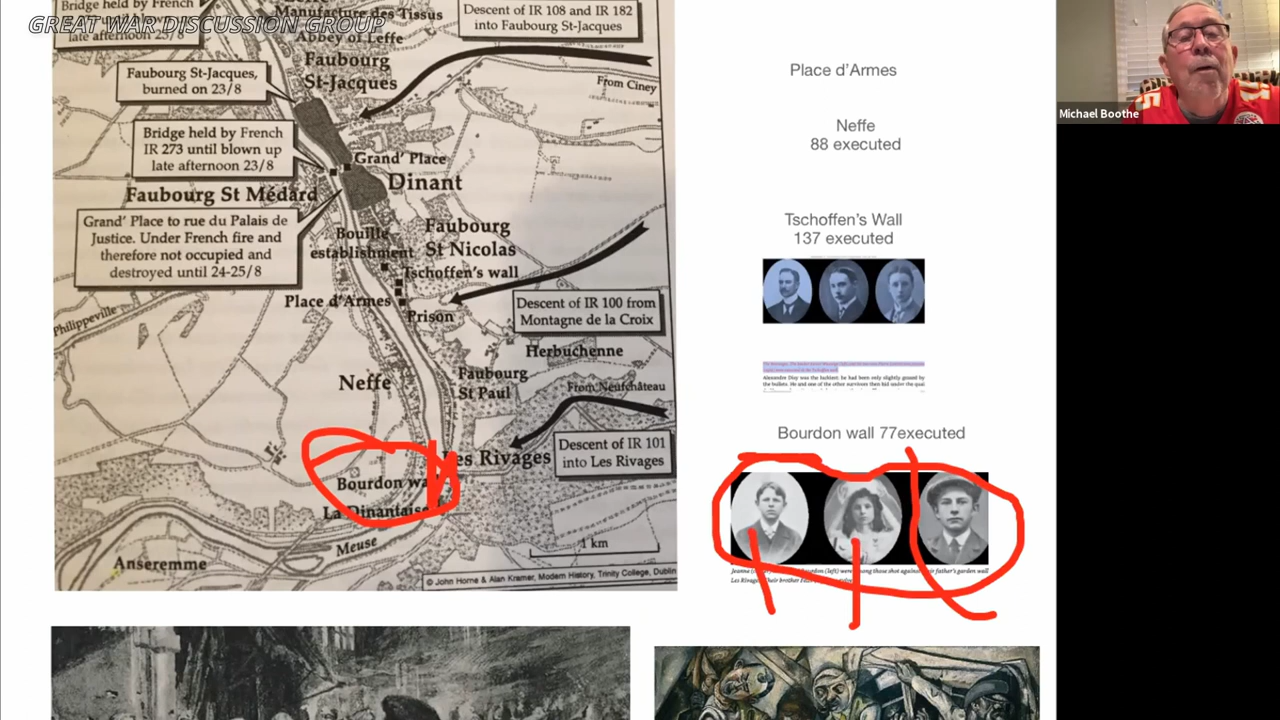 GREAT WAR DISCUSSION GROUP
Bridge held by French
late afternoon 23/8
Manufacture des Tissus
Abbey of Leffe
Faubourg
St-Jacques
Descent of IR 108 and IR 182
into Faubourg St-Jacques
From Ciney
Faubourg St-Jacques,
burned on 23/8
Bridge held by French
IR 273 until blown up
late afternoon 23/8
Grand' Place
Dinant
Faubourg St Médard
Grand' Place to rue du Palais de
Justice. Under French fire and
therefore not occupied and
destroyed until 24-25/8
Bouille
establishment
Faubourg
St Nicolas
Tschoffen's wall
Place d'Armes
Prison
Philippeville
Descent of IR 100 from
Montagne de la Croix
Herbuchenne
Neffe
Faubourg
St Paul
From Neufchâteau
Les Rivages
Descent of IR 101
into Les Rivages
Bourdon
La Dinantaise
Meuse
1 km
Anseremme
© John Horne & Alan Kramer, Modern History, Trinity College, Dublin
Place d'Armes
Neffe
88 executed
Tschoffen's Wall
137 executed
Alexandre Disy was the luckiest: he had been only slightly grazed by
the bullets. He and one of the other survivors then hid under the quai
Bourdon wall 77executed
Michael Boothe